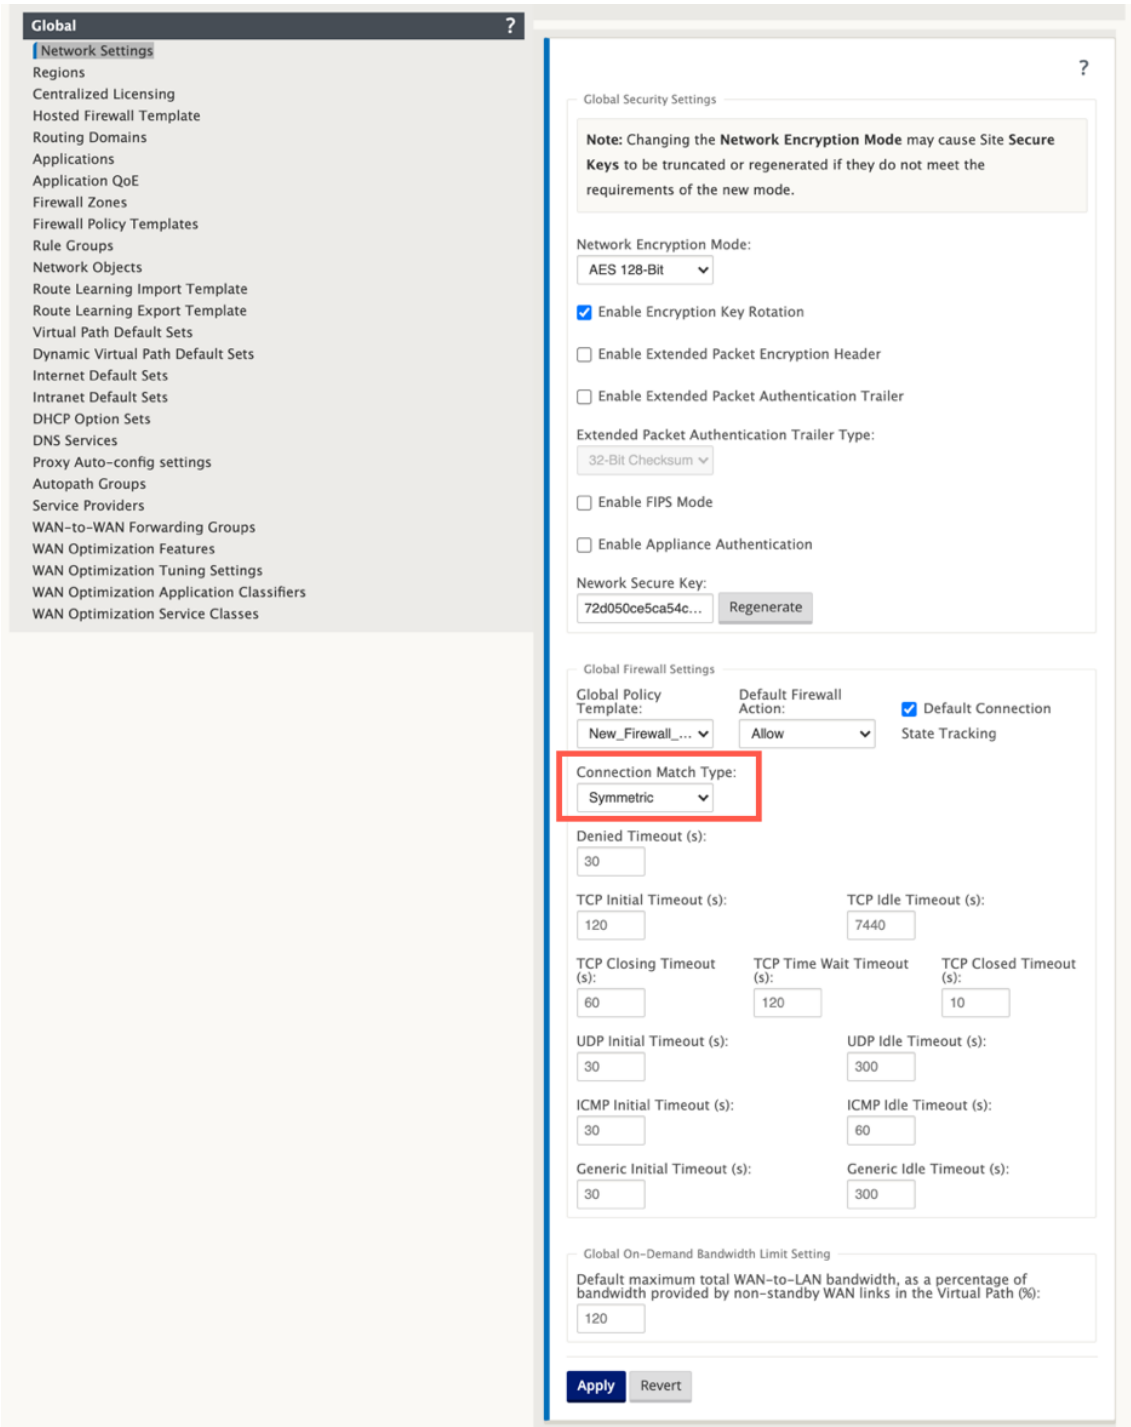 Global ?
Network Settings
Regions
Centralized Licensing
Hosted Firewall Template
Routing Domains
Applications
Application QoE
Firewall Zones
Firewall Policy Templates
Rule Groups
Network Objects
Route Learning Import Template
Route Learning Export Template
Virtual Path Default Sets
Dynamic Virtual Path Default Sets
Internet Default Sets
Intranet Default Sets
DHCP Option Sets
DNS Services
Proxy Auto-config settings
Autopath Groups
Service Providers
WAN-to-WAN Forwarding Groups
WAN Optimization Features
WAN Optimization Tuning Settings
WAN Optimization Application Classifiers
WAN Optimization Service Classes
?
Global Security Settings
Note: Changing the Network Encryption Mode may cause Site Secure
Keys to be truncated or regenerated if they do not meet the
requirements of the new mode.
Network Encryption Mode:
AES 128-Bit
Enable Encryption Key Rotation
Enable Extended Packet Encryption Header
Enable Extended Packet Authentication Trailer
Extended Packet Authentication Trailer Type:
32-Bit Checksum
Enable FIPS Mode
Enable Appliance Authentication
Nework Secure Key:
72d050ce5ca54c... Regenerate
Global Firewall Settings
Global Policy
Template:
New_Firewall_...
Default Firewall
Action:
Allow
Default Connection
State Tracking
Connection Match Type:
Symmetric
Denied Timeout (s):
30
TCP Initial Timeout (s): TCP Idle Timeout (s):
120 7440
TCP Closing Timeout
(s):
60
TCP Time Wait Timeout
(s):
120
TCP Closed Timeout
(s):
10
UDP Initial Timeout (s): UDP Idle Timeout (s):
30 300
ICMP Initial Timeout (s): ICMP Idle Timeout (s):
30 60
Generic Initial Timeout (s): Generic Idle Timeout (s):
30 300
Global On-Demand Bandwidth Limit Setting
Default maximum total WAN-to-LAN bandwidth, as a percentage of
bandwidth provided by non-standby WAN links in the Virtual Path (%):
120
Apply Revert